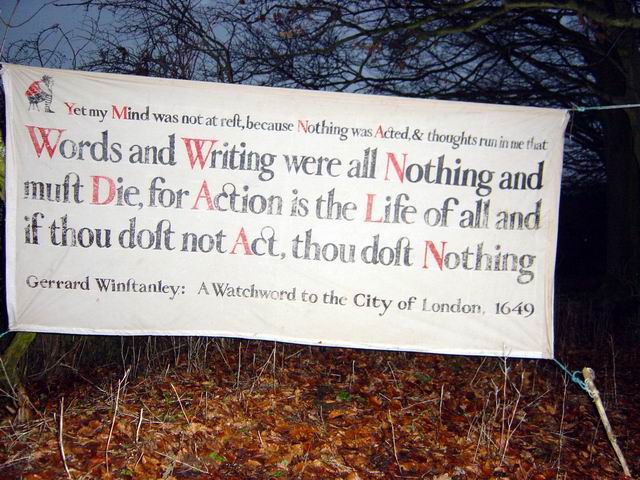 Yet my Mind was not at reſt, because Nothing was Acted, & thoughts run in me that
Words and Writing were all Nothing and
muſt Die, for Action is the Life of all and
if thou doſt not Act, thou doſt Nothing
Gerrard Winſtanley: A Watchword to the City of London, 1649